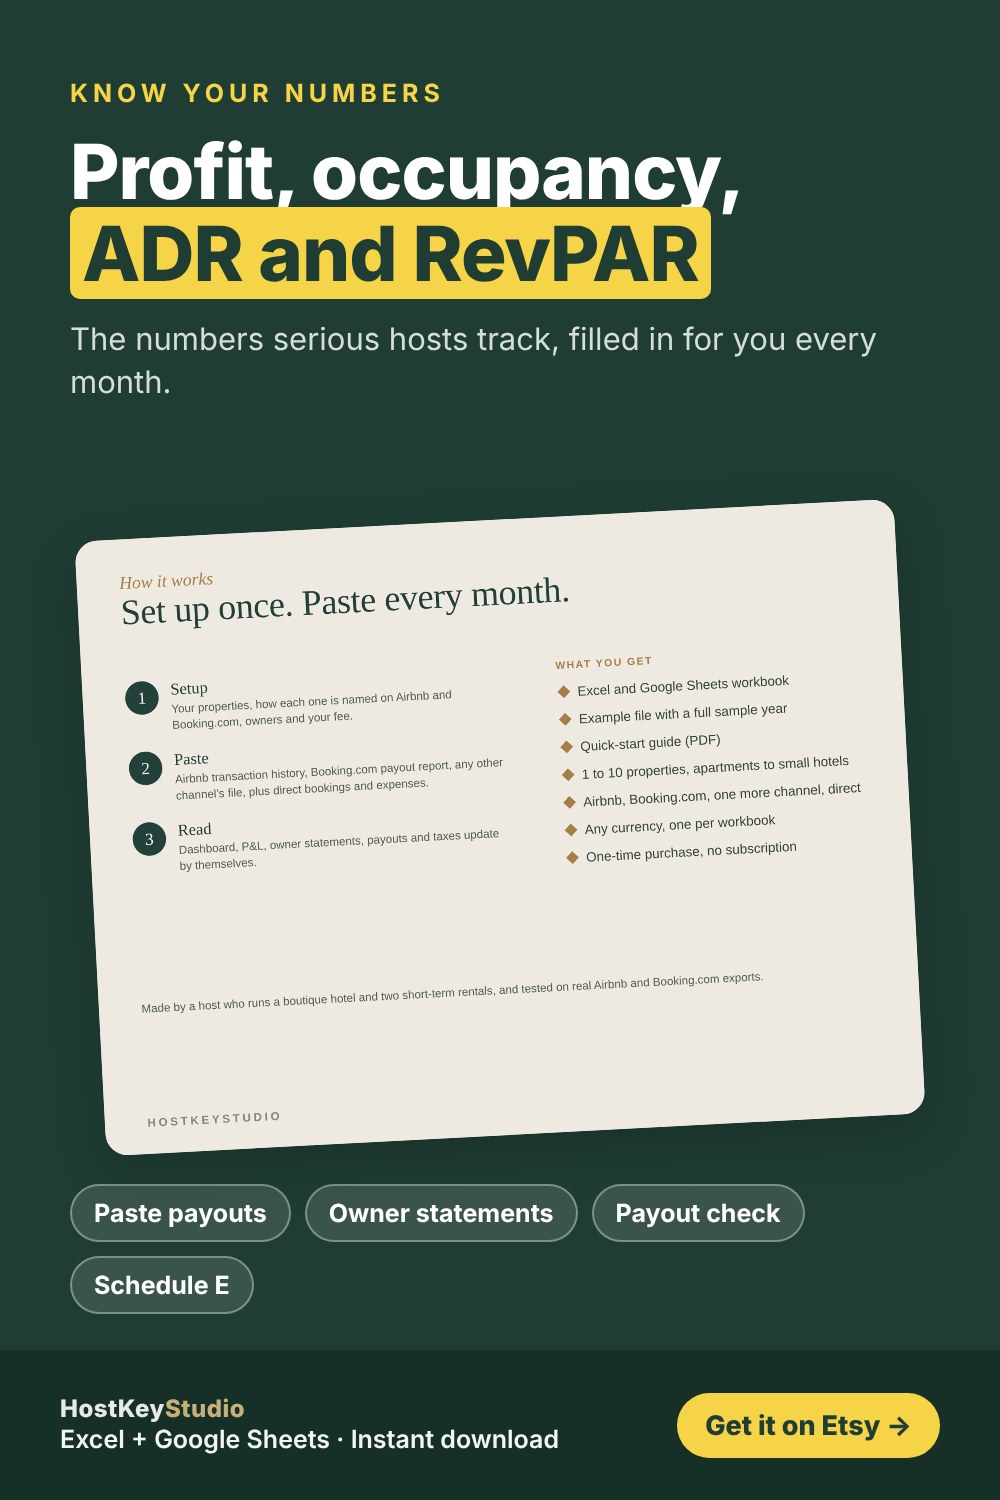 KNOW YOUR NUMBERS
Profit, occupancy,
ADR and RevPAR
The numbers serious hosts track, filled in for you every
month.
How it works
Set up once. Paste every month.
1
Setup
Your properties, how each one is named on Airbnb and
Booking.com, owners and your fee.
2
Paste
Airbnb transaction history, Booking.com payout report, any other
channel's file, plus direct bookings and expenses.
3
Read
Dashboard, P&L, owner statements, payouts and taxes update
by themselves.
WHAT YOU GET
Excel and Google Sheets workbook
Example file with a full sample year
Quick-start guide (PDF)
1 to 10 properties, apartments to small hotels
Airbnb, Booking.com, one more channel, direct
Any currency, one per workbook
One-time purchase, no subscription
Made by a host who runs a boutique hotel and two short-term rentals, and tested on real Airbnb and Booking.com exports.
HOSTKEYSTUDIO
Paste payouts
Owner statements
Payout check
Schedule E
HostKeyStudio
Excel + Google Sheets · Instant download
Get it on Etsy →